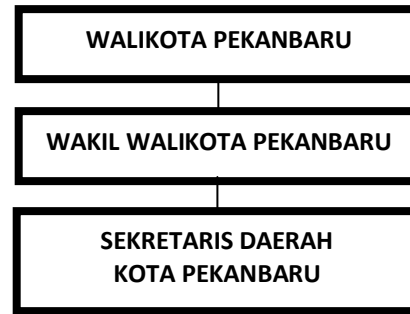 WALIKOTA PEKANBARU
WAKIL WALIKOTA PEKANBARU
SEKRETARIS DAERAH
KOTA PEKANBARU